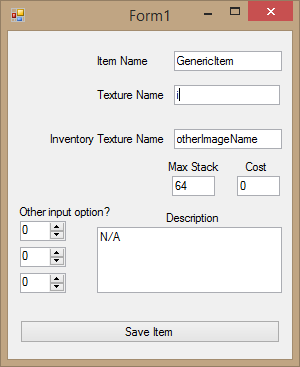 Form1
Item Name GenericItem
Texture Name i
Inventory Texture Name otherImageName
Max Stack Cost
64 0
Other input option? Description
0 N/A
0
0
Save Item